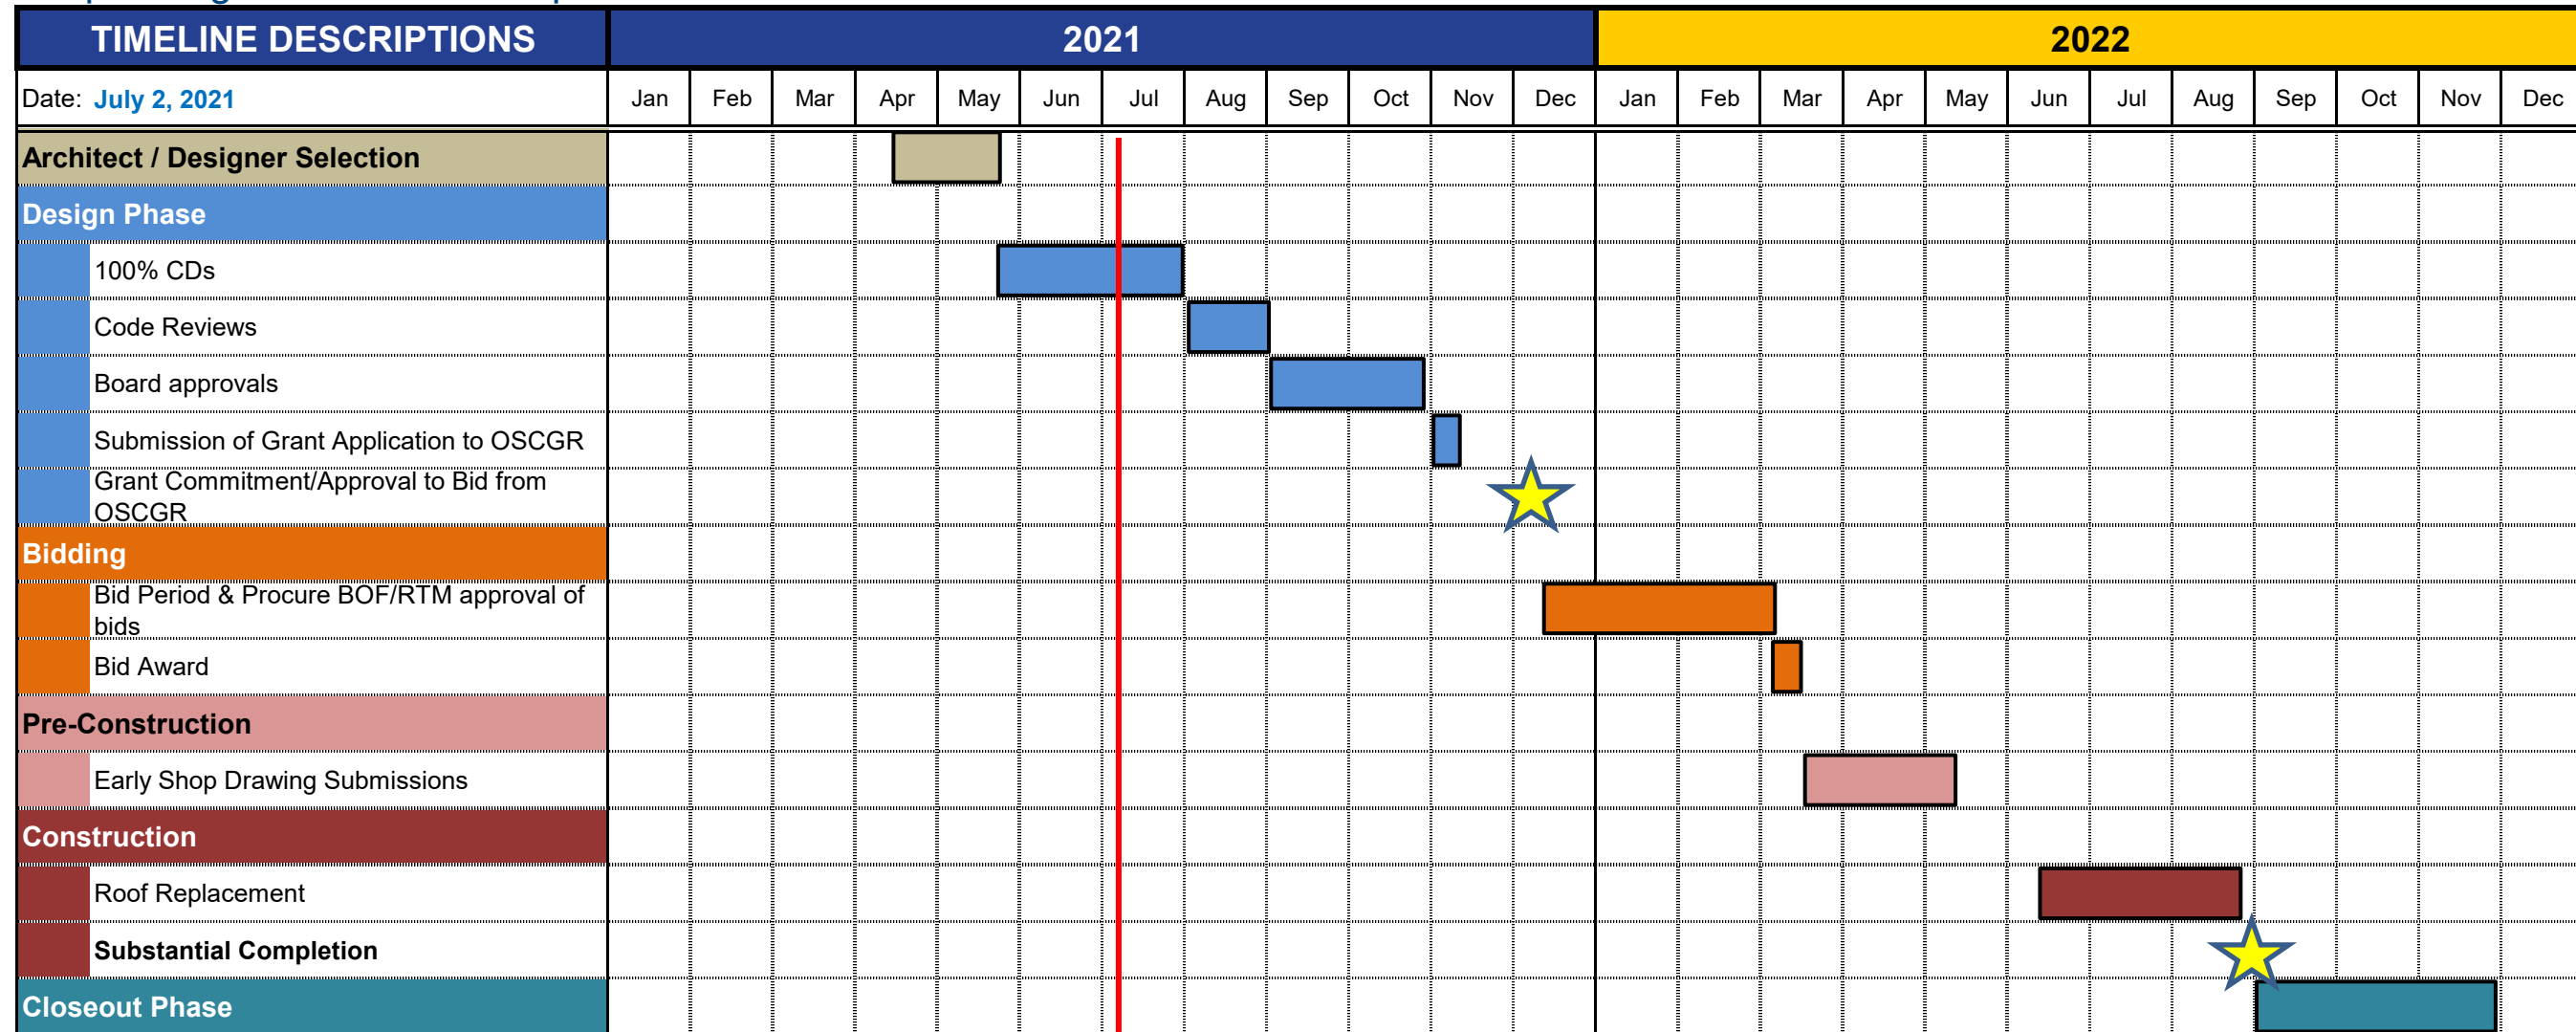 TIMELINE DESCRIPTIONS 2021 2022
Date: July 2, 2021 Jan Feb Mar Apr May Jun Jul Aug Sep Oct Nov Dec Jan Feb Mar Apr May Jun Jul Aug Sep Oct Nov Dec
Architect / Designer Selection
Design Phase
100% CDs
Code Reviews
Board approvals
Submission of Grant Application to OSCGR
Grant Commitment/Approval to Bid from
OSCGR
Bidding
Bid Period & Procure BOF/RTM approval of
bids
Bid Award
Pre-Construction
Early Shop Drawing Submissions
Construction
Roof Replacement
Substantial Completion
Closeout Phase